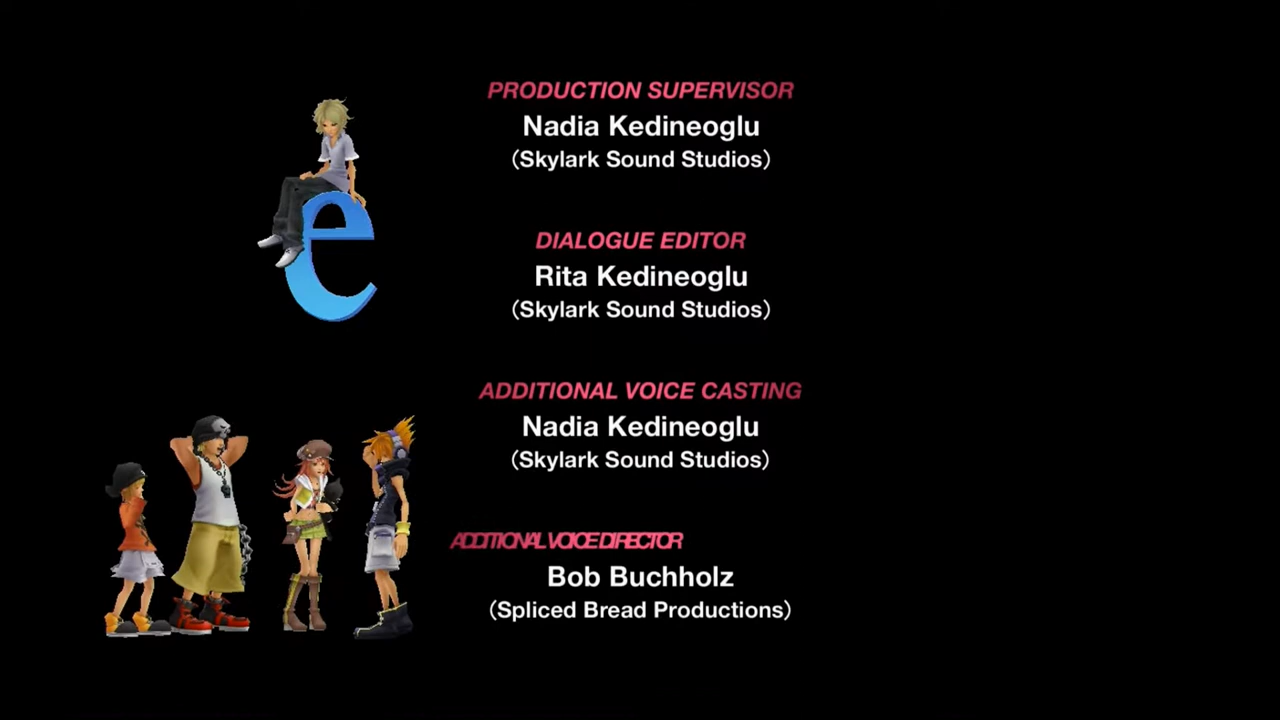 PRODUCTION SUPERVISOR
Nadia Kedineoglu
(Skylark Sound Studios)
DIALOGUE EDITOR
Rita Kedineoglu
(Skylark Sound Studios)
ADDITIONAL VOICE CASTING
Nadia Kedineoglu
(Skylark Sound Studios)
ADDITIONAL VOICE DIRECTOR
Bob Buchholz
(Spliced Bread Productions)
e